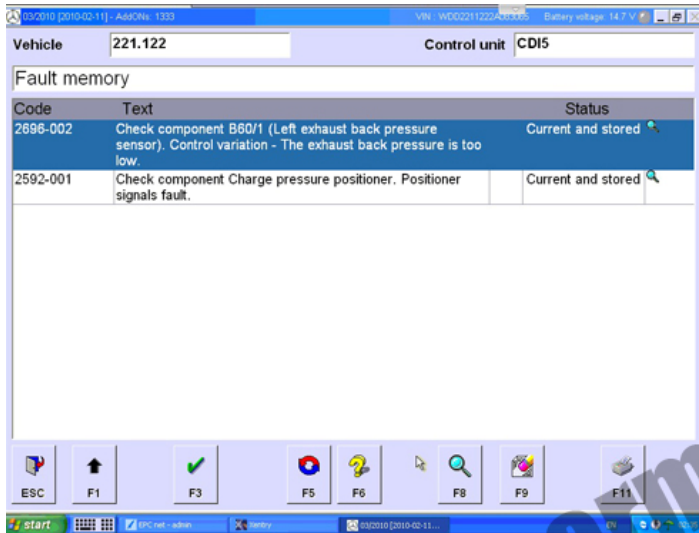 03/2010 [2010-02-11] - AddONs: 1333
Battery voltage: 14.7 V
Vehicle 221.122 Control unit CDI5
Fault memory
Code Text Status
2696-002 Check component B60/1 (Left exhaust back pressure Current and stored
sensor). Control variation - The exhaust back pressure is too
low.
2592-001 Check component Charge pressure positioner. Positioner Current and stored
signals fault.
ESC F1 F3 F5 F6 F8 F9 F11
start EPC net - admin Xentry 03/2010 [2010-02-11... EN